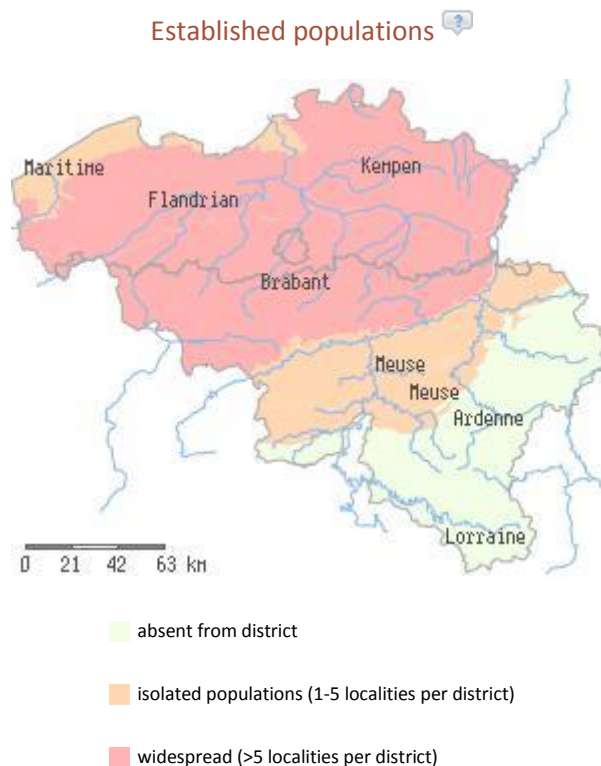 Established populations ?
Maritime
Kempen
Flandrian
Brabant
Meuse
Meuse
Ardenne
Lorraine
0 21 42 63 km
absent from district
isolated populations (1-5 localities per district)
widespread (>5 localities per district)